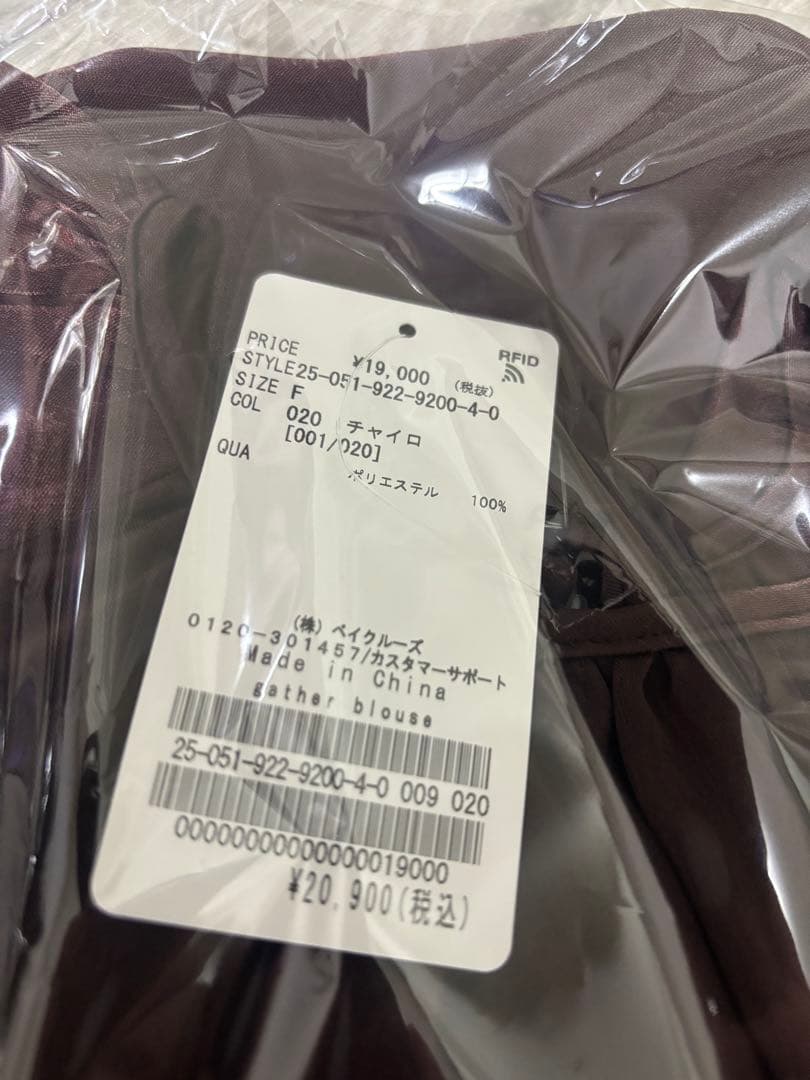 RFID
PRICE ¥19,000 (税抜)
STYLE 25-051-922-9200-4-0
SIZE F
COL 020 チャイロ
[001/020]
QUA ポリエステル 100%
(株) ベイクルーズ
0120-301457/カスタマーサポート
Made in China
gather blouse
25-051-922-9200-4-0 009 020
0000000000000019000
¥20,900(税込)